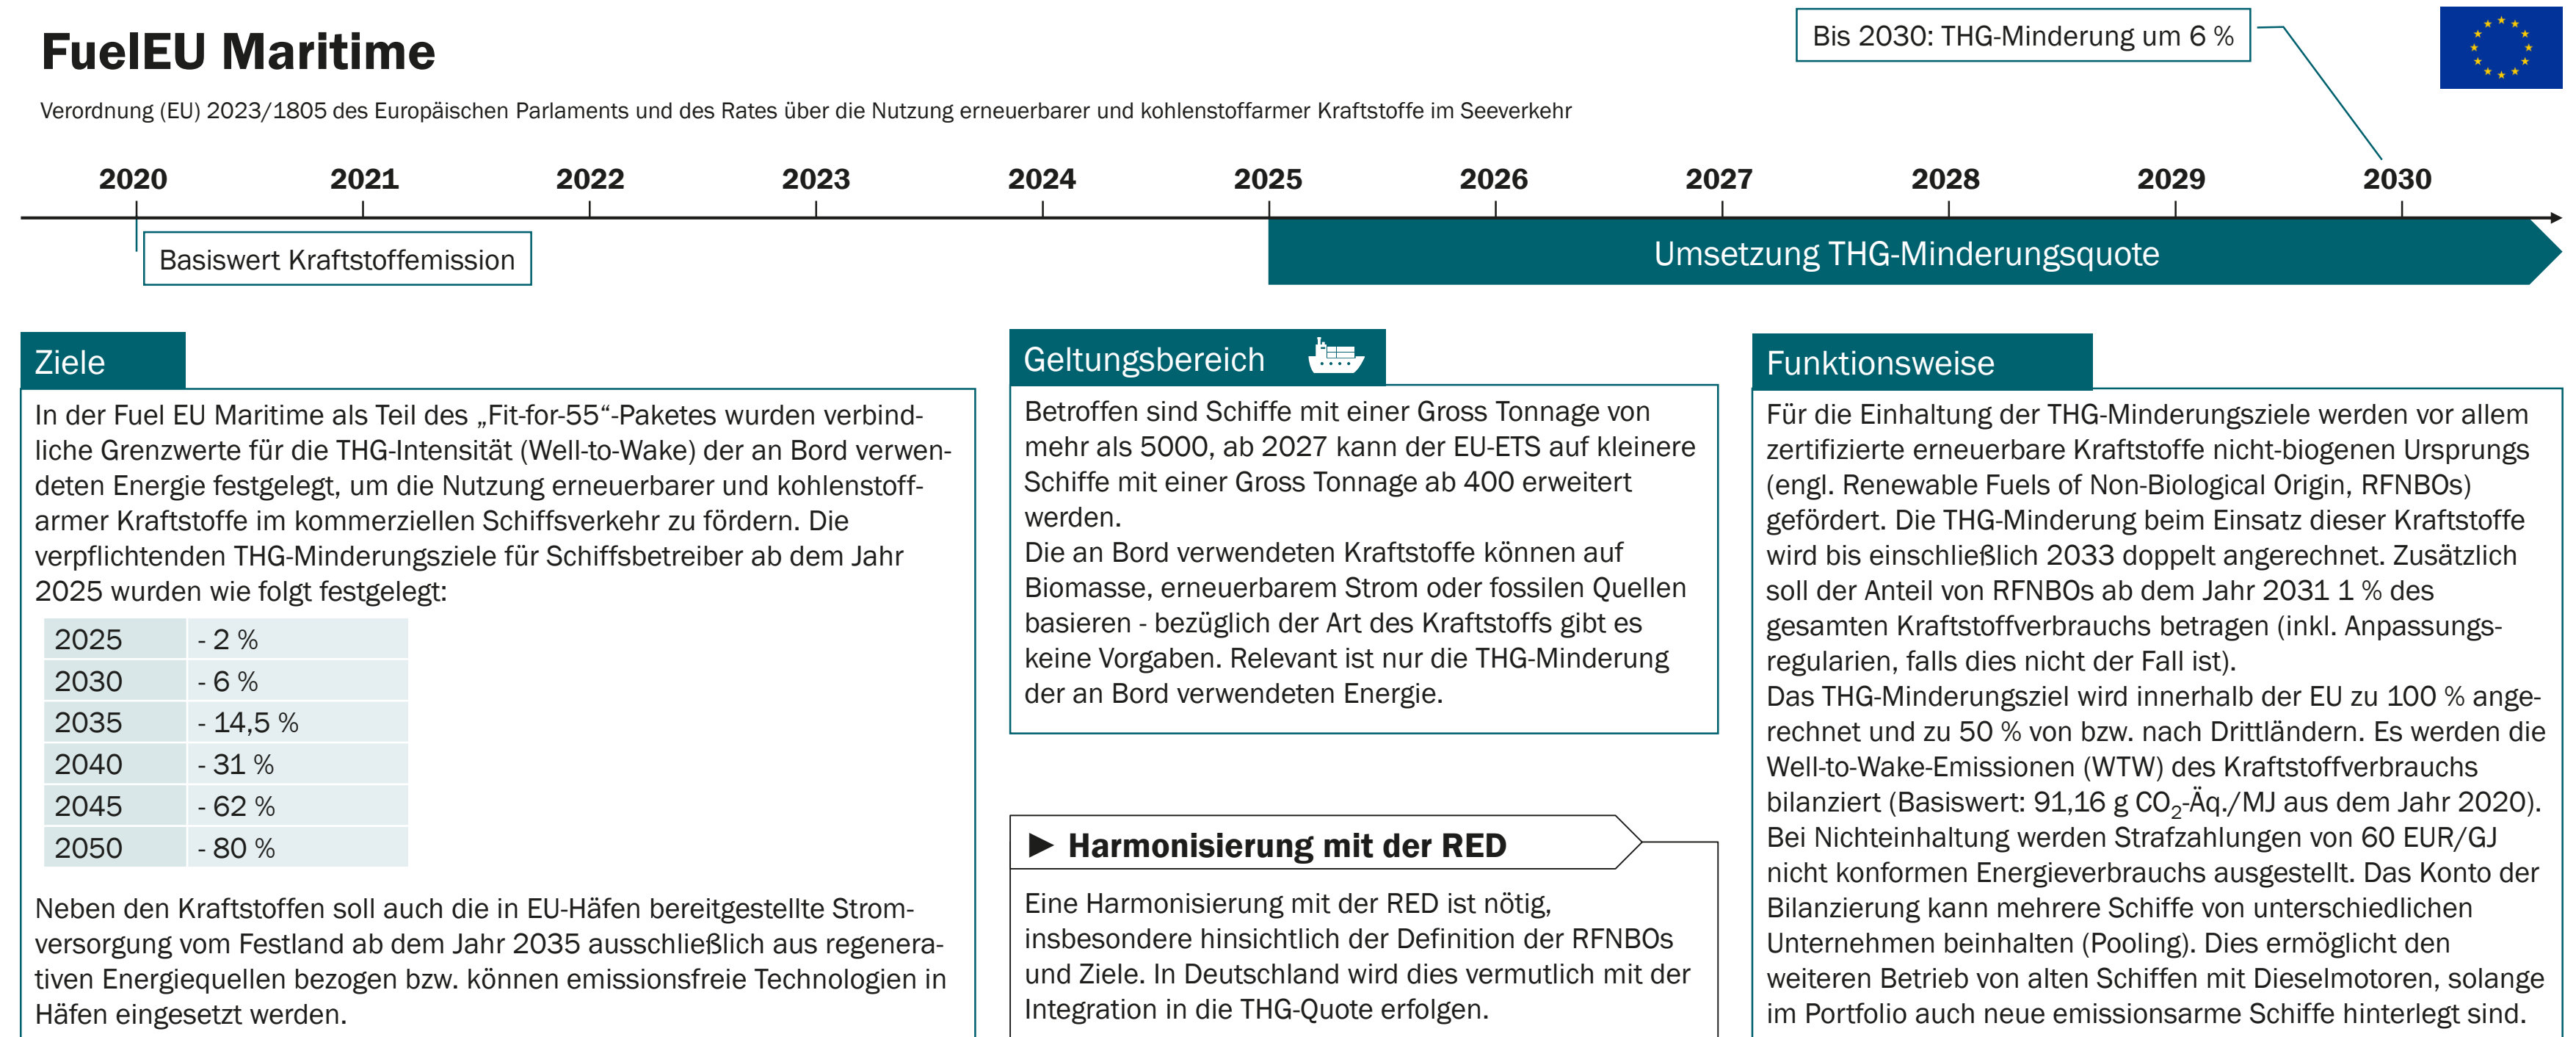 FuelEU Maritime
Bis 2030: THG-Minderung um 6 %
Verordnung (EU) 2023/1805 des Europäischen Parlaments und des Rates über die Nutzung erneuerbarer und kohlenstoffarmer Kraftstoffe im Seeverkehr
2020 2021 2022 2023 2024 2025 2026 2027 2028 2029 2030
Basiswert Kraftstoffemission
Umsetzung THG-Minderungsquote
Ziele
In der Fuel EU Maritime als Teil des „Fit-for-55“-Paketes wurden verbind-
liche Grenzwerte für die THG-Intensität (Well-to-Wake) der an Bord verwen-
deten Energie festgelegt, um die Nutzung erneuerbarer und kohlenstoff-
armer Kraftstoffe im kommerziellen Schiffsverkehr zu fördern. Die
verpflichtenden THG-Minderungsziele für Schiffsbetreiber ab dem Jahr
2025 wurden wie folgt festgelegt:
2025 - 2 %
2030 - 6 %
2035 - 14,5 %
2040 - 31 %
2045 - 62 %
2050 - 80 %
Neben den Kraftstoffen soll auch die in EU-Häfen bereitgestellte Strom-
versorgung vom Festland ab dem Jahr 2035 ausschließlich aus regenera-
tiven Energiequellen bezogen bzw. können emissionsfreie Technologien in
Häfen eingesetzt werden.
Geltungsbereich
Betroffen sind Schiffe mit einer Gross Tonnage von
mehr als 5000, ab 2027 kann der EU-ETS auf kleinere
Schiffe mit einer Gross Tonnage ab 400 erweitert
werden.
Die an Bord verwendeten Kraftstoffe können auf
Biomasse, erneuerbarem Strom oder fossilen Quellen
basieren - bezüglich der Art des Kraftstoffs gibt es
keine Vorgaben. Relevant ist nur die THG-Minderung
der an Bord verwendeten Energie.
► Harmonisierung mit der RED
Eine Harmonisierung mit der RED ist nötig,
insbesondere hinsichtlich der Definition der RFNBOs
und Ziele. In Deutschland wird dies vermutlich mit der
Integration in die THG-Quote erfolgen.
Funktionsweise
Für die Einhaltung der THG-Minderungsziele werden vor allem
zertifizierte erneuerbare Kraftstoffe nicht-biogenen Ursprungs
(engl. Renewable Fuels of Non-Biological Origin, RFNBOs)
gefördert. Die THG-Minderung beim Einsatz dieser Kraftstoffe
wird bis einschließlich 2033 doppelt angerechnet. Zusätzlich
soll der Anteil von RFNBOs ab dem Jahr 2031 1 % des
gesamten Kraftstoffverbrauchs betragen (inkl. Anpassungs-
regularien, falls dies nicht der Fall ist).
Das THG-Minderungsziel wird innerhalb der EU zu 100 % ange-
rechnet und zu 50 % von bzw. nach Drittländern. Es werden die
Well-to-Wake-Emissionen (WTW) des Kraftstoffverbrauchs
bilanziert (Basiswert: 91,16 g CO₂-Äq./MJ aus dem Jahr 2020).
Bei Nichteinhaltung werden Strafzahlungen von 60 EUR/GJ
nicht konformen Energieverbrauchs ausgestellt. Das Konto der
Bilanzierung kann mehrere Schiffe von unterschiedlichen
Unternehmen beinhalten (Pooling). Dies ermöglicht den
weiteren Betrieb von alten Schiffen mit Dieselmotoren, solange
im Portfolio auch neue emissionsarme Schiffe hinterlegt sind.